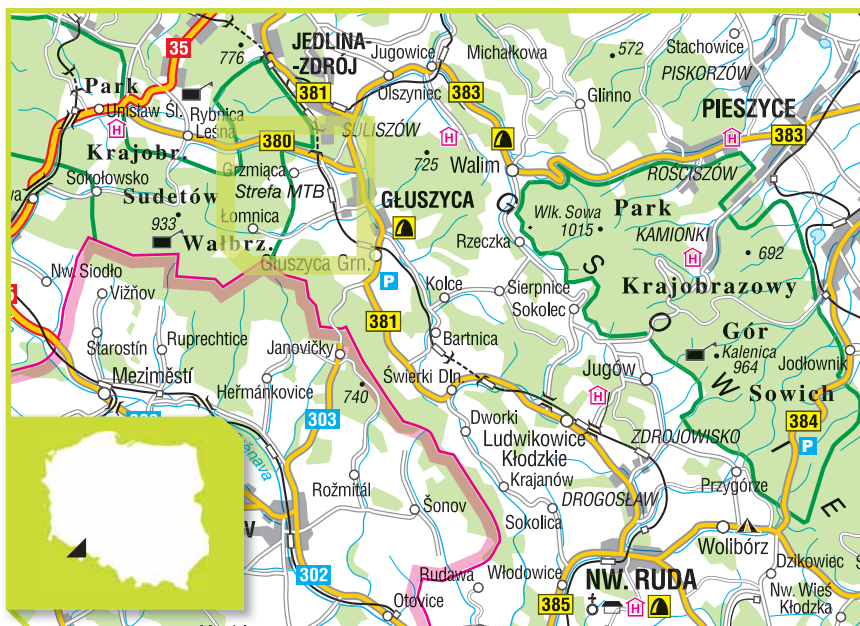 35
776
JEDLINA-
-ZDRÓJ
Jugowice
Michałkowa
572
Stachowice
PISKORZÓW
Park
Unisław Śl.
Rybnica
Leśna
381
Olszyniec
383
Glinno
PIESZYCE
383
H
380
SULISZÓW
H
H
Krajobr.
725
Walim
ROŚCISZÓW
Grzmiąca
Strefa MTB
Sokołowsko
Sudetów
933
Łomnica
GŁUSZYCA
G
Ó
Wlk. Sowa
1015
Park
KAMIONKI
692
Wałbrz.
Rzeczka
S
H
Głuszyca Grn.
P
Nw. Siodło
Vižňov
Kolce
Sierpnice
Sokolec
Krajobrazowy
O
381
Starostín
Ruprechtice
Janovičky
Bartnica
Gór
Kalenica
964
Jodłownik
Meziměstí
Heřmánkovice
740
Świerki Dln.
Jugów
H
W
Sowich
303
Dworki
Ludwikowice
Kłodzkie
ZDROJOWISKO
384
P
I
Rožmitál
Krajanów
DROGOSŁAW
Przygórze
Šonov
Sokolica
E
Wolibórz
302
Rudawa
Włodowice
NW. RUDA
Dzikowiec
Otovice
385
H
Nw. Wieś
Kłodzka